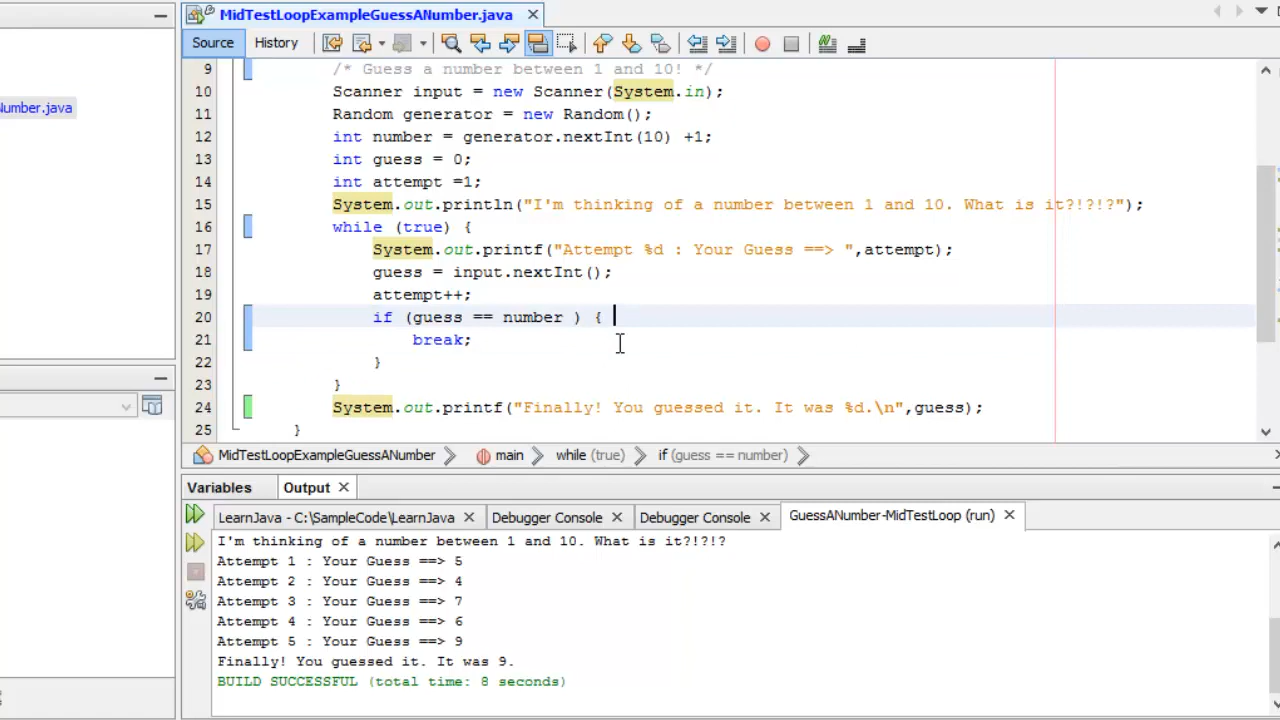 MidTestLoopExampleGuessANumber.java
Source History
Number.java
9 /* Guess a number between 1 and 10! */
10 Scanner input = new Scanner(System.in);
11 Random generator = new Random();
12 int number = generator.nextInt(10) +1;
13 int guess = 0;
14 int attempt =1;
15 System.out.println("I'm thinking of a number between 1 and 10. What is it?!?!?");
16 while (true) {
17 System.out.printf("Attempt %d : Your Guess ==> ",attempt);
18 guess = input.nextInt();
19 attempt++;
20 if (guess == number ) {
21 break;
22 }
23 }
24 System.out.printf("Finally! You guessed it. It was %d.\n",guess);
25 }
MidTestLoopExampleGuessANumber main while (true) if (guess == number)
Variables Output
LearnJava - C:\SampleCode\LearnJava Debugger Console Debugger Console GuessANumber-MidTestLoop (run)
I'm thinking of a number between 1 and 10. What is it?!?!?
Attempt 1 : Your Guess ==> 5
Attempt 2 : Your Guess ==> 4
Attempt 3 : Your Guess ==> 7
Attempt 4 : Your Guess ==> 6
Attempt 5 : Your Guess ==> 9
Finally! You guessed it. It was 9.
BUILD SUCCESSFUL (total time: 8 seconds)